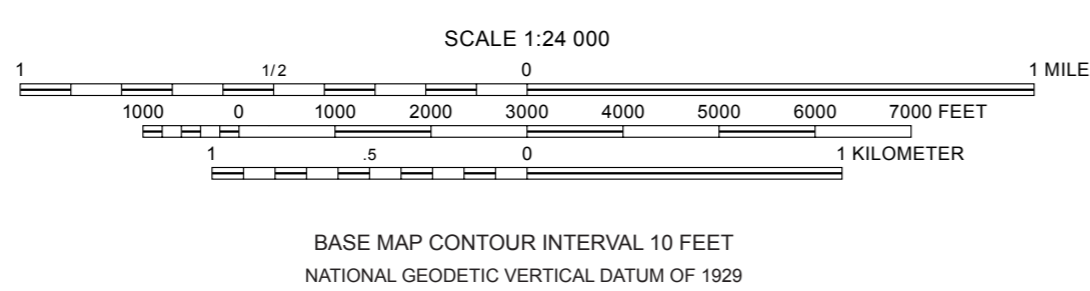 SCALE 1:24 000
1 1/2 0 1 MILE
1000 0 1000 2000 3000 4000 5000 6000 7000 FEET
1 .5 0 1 KILOMETER
BASE MAP CONTOUR INTERVAL 10 FEET
NATIONAL GEODETIC VERTICAL DATUM OF 1929